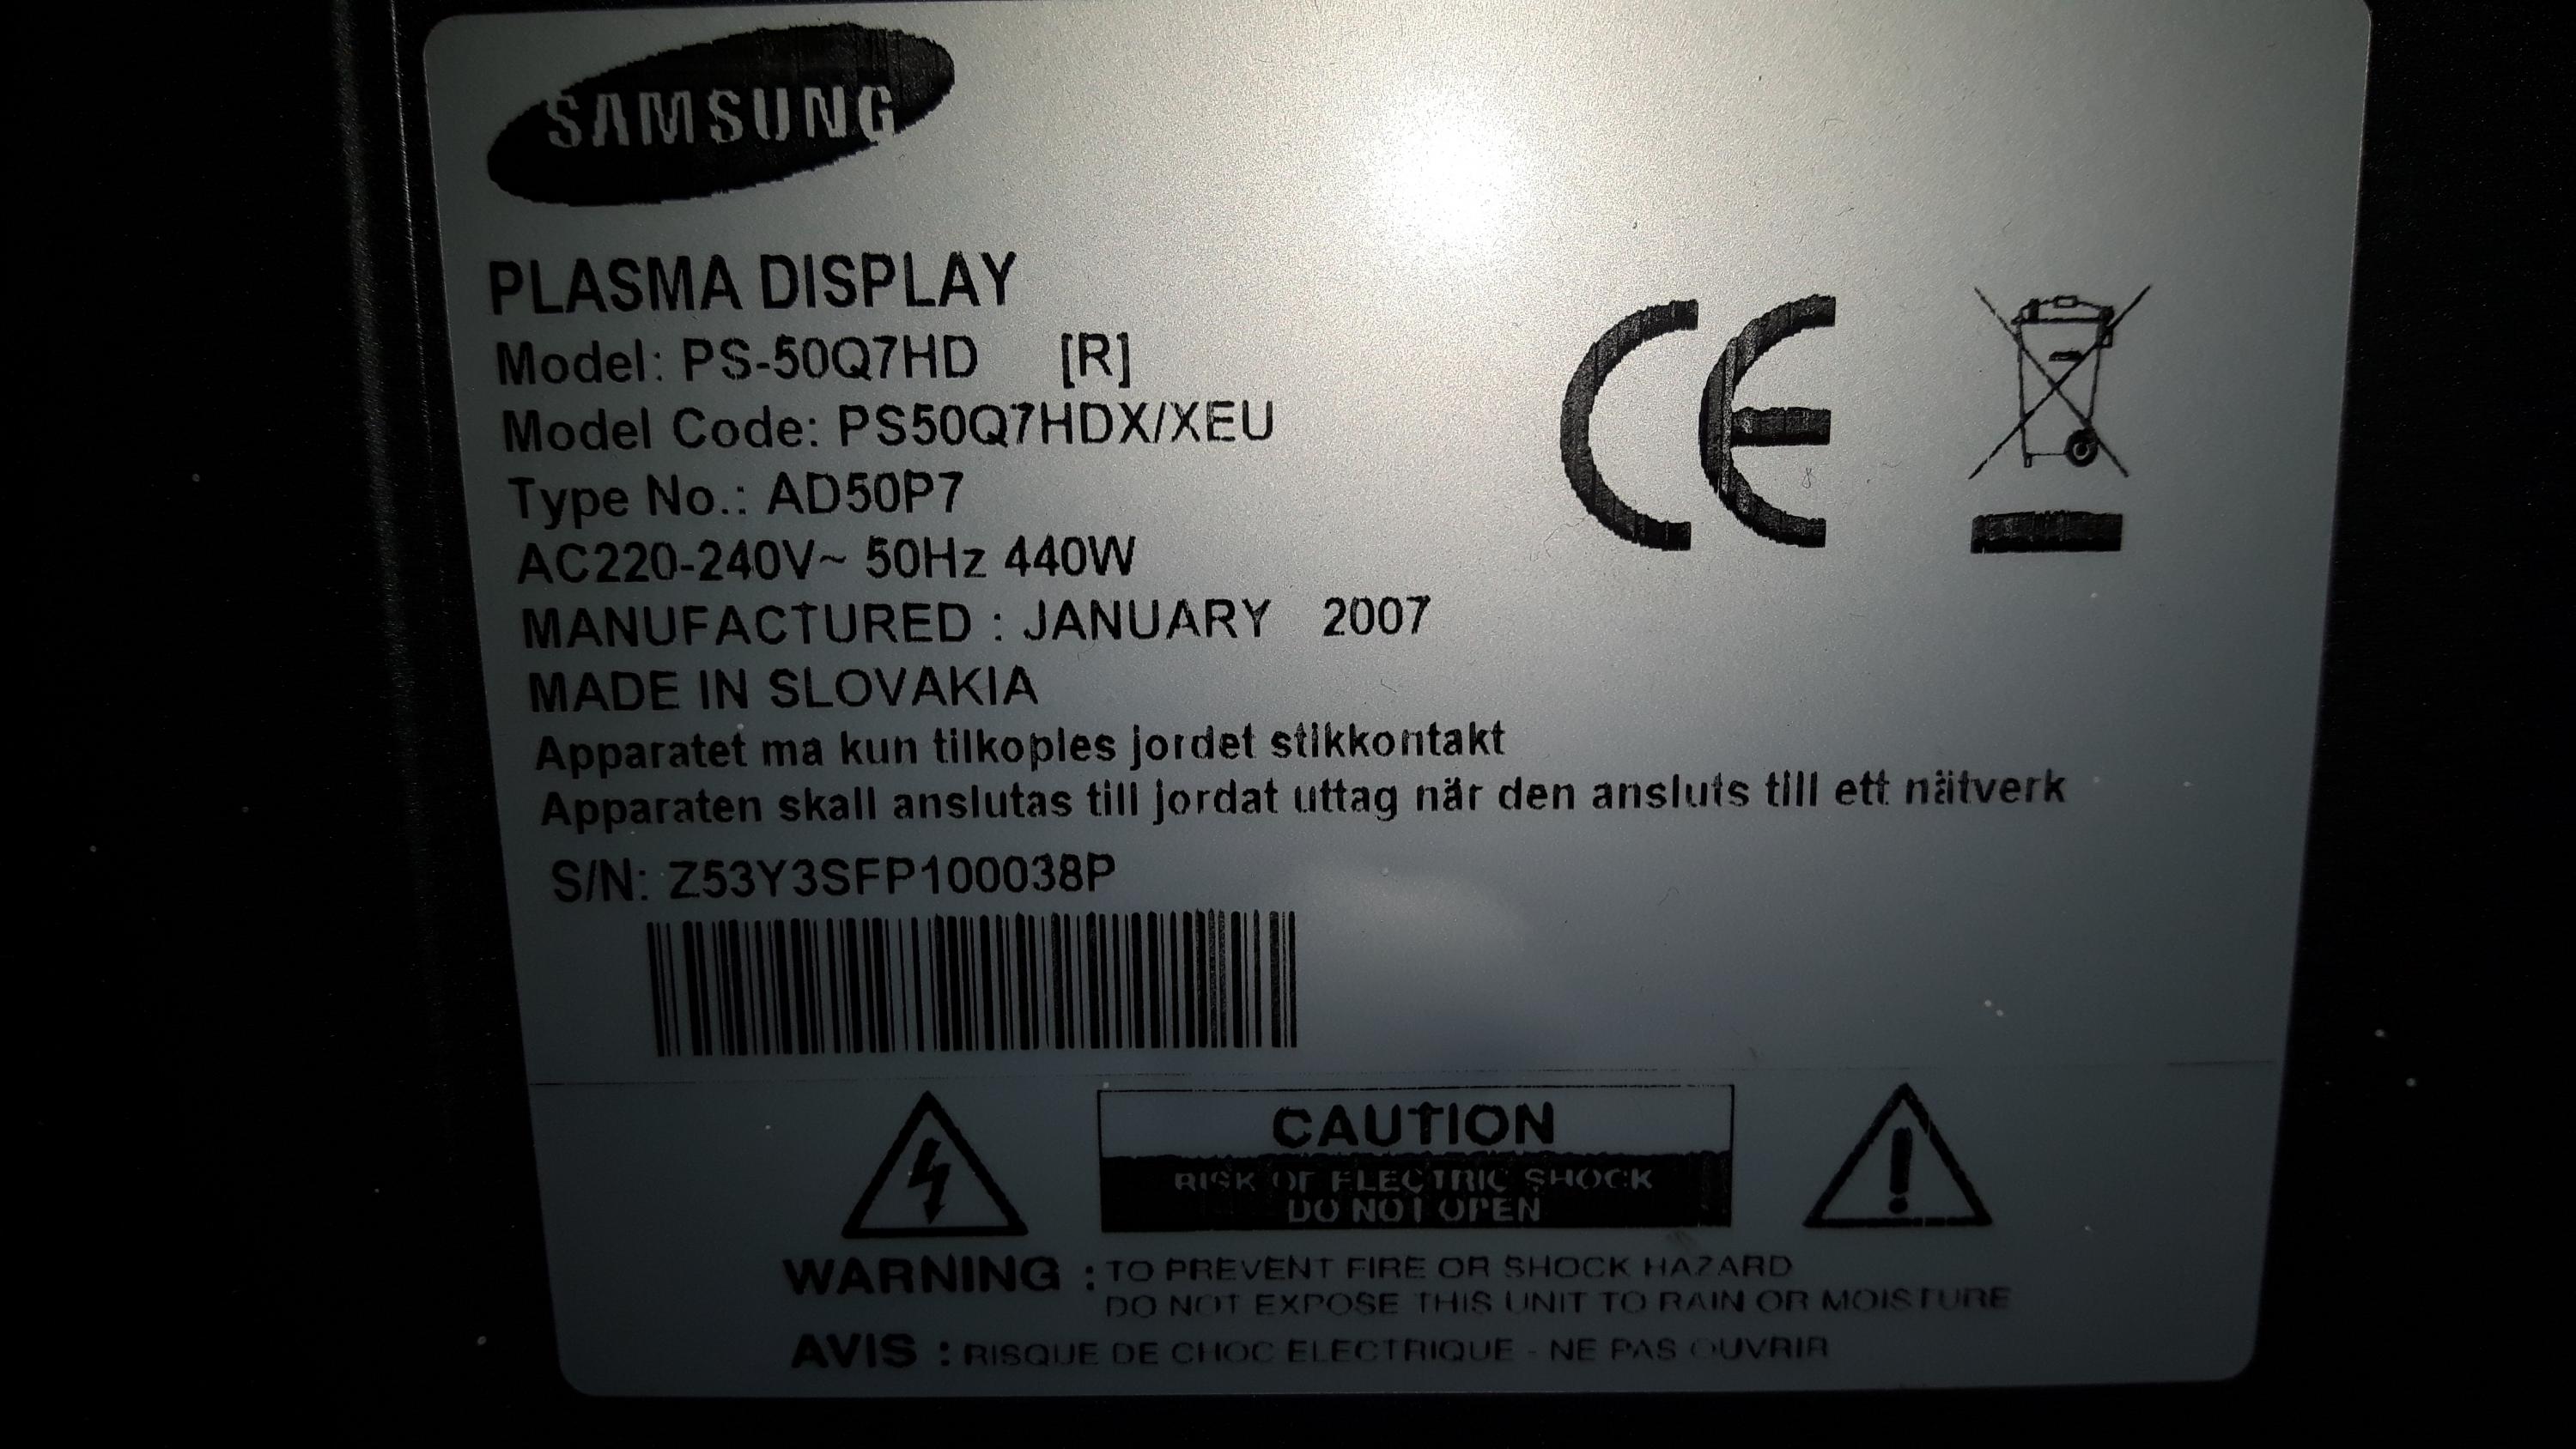 SAMSUNG
PLASMA DISPLAY
Model: PS-50Q7HD [R]
Model Code: PS50Q7HDX/XEU
Type No.: AD50P7
AC220-240V~ 50Hz 440W
MANUFACTURED : JANUARY 2007
MADE IN SLOVAKIA
Apparatet ma kun tilkoples jordet stikkontakt
Apparaten skall anslutas till jordat uttag när den ansluts till ett nätverk
S/N: Z53Y3SFP100038P
CE
CAUTION
RISK OF ELECTRIC SHOCK
DO NOT OPEN
WARNING : TO PREVENT FIRE OR SHOCK HAZARD
DO NOT EXPOSE THIS UNIT TO RAIN OR MOISTURE
AVIS : RISQUE DE CHOC ELECTRIQUE - NE PAS OUVRIR